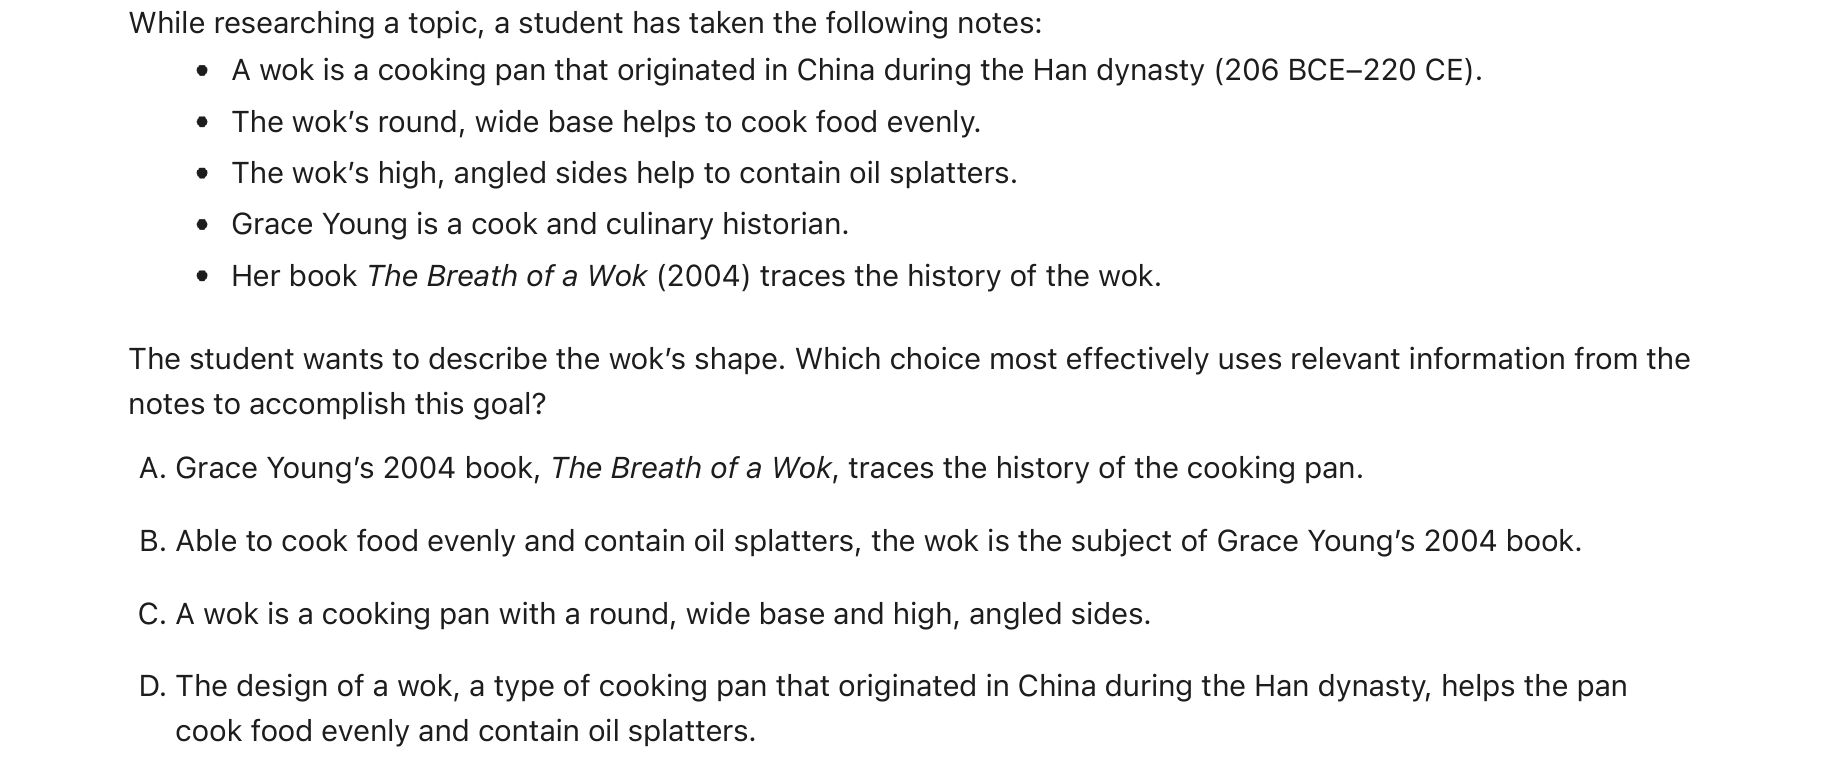 While researching a topic, a student has taken the following notes:
• A wok is a cooking pan that originated in China during the Han dynasty (206 BCE–220 CE).
• The wok’s round, wide base helps to cook food evenly.
• The wok’s high, angled sides help to contain oil splatters.
• Grace Young is a cook and culinary historian.
• Her book The Breath of a Wok (2004) traces the history of the wok.
The student wants to describe the wok’s shape. Which choice most effectively uses relevant information from the
notes to accomplish this goal?
A. Grace Young’s 2004 book, The Breath of a Wok, traces the history of the cooking pan.
B. Able to cook food evenly and contain oil splatters, the wok is the subject of Grace Young’s 2004 book.
C. A wok is a cooking pan with a round, wide base and high, angled sides.
D. The design of a wok, a type of cooking pan that originated in China during the Han dynasty, helps the pan
cook food evenly and contain oil splatters.